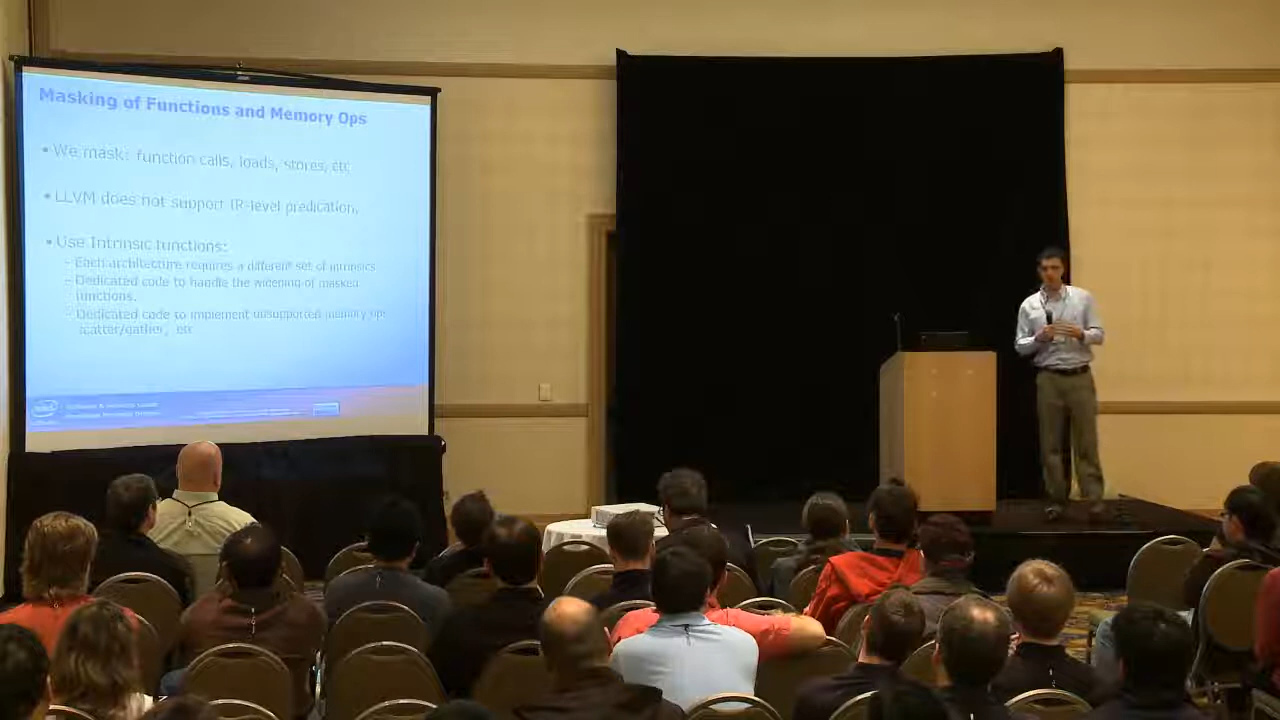 Masking of Functions and Memory Ops
• We mask: function calls, loads, stores, etc
• LLVM does not support IR-level predication.
• Use Intrinsic functions:
– Each architecture requires a different set of intrinsics
– Dedicated code to handle the widening of masked
functions.
– Dedicated code to implement unsupported memory op:
scatter/gather, etc
intel